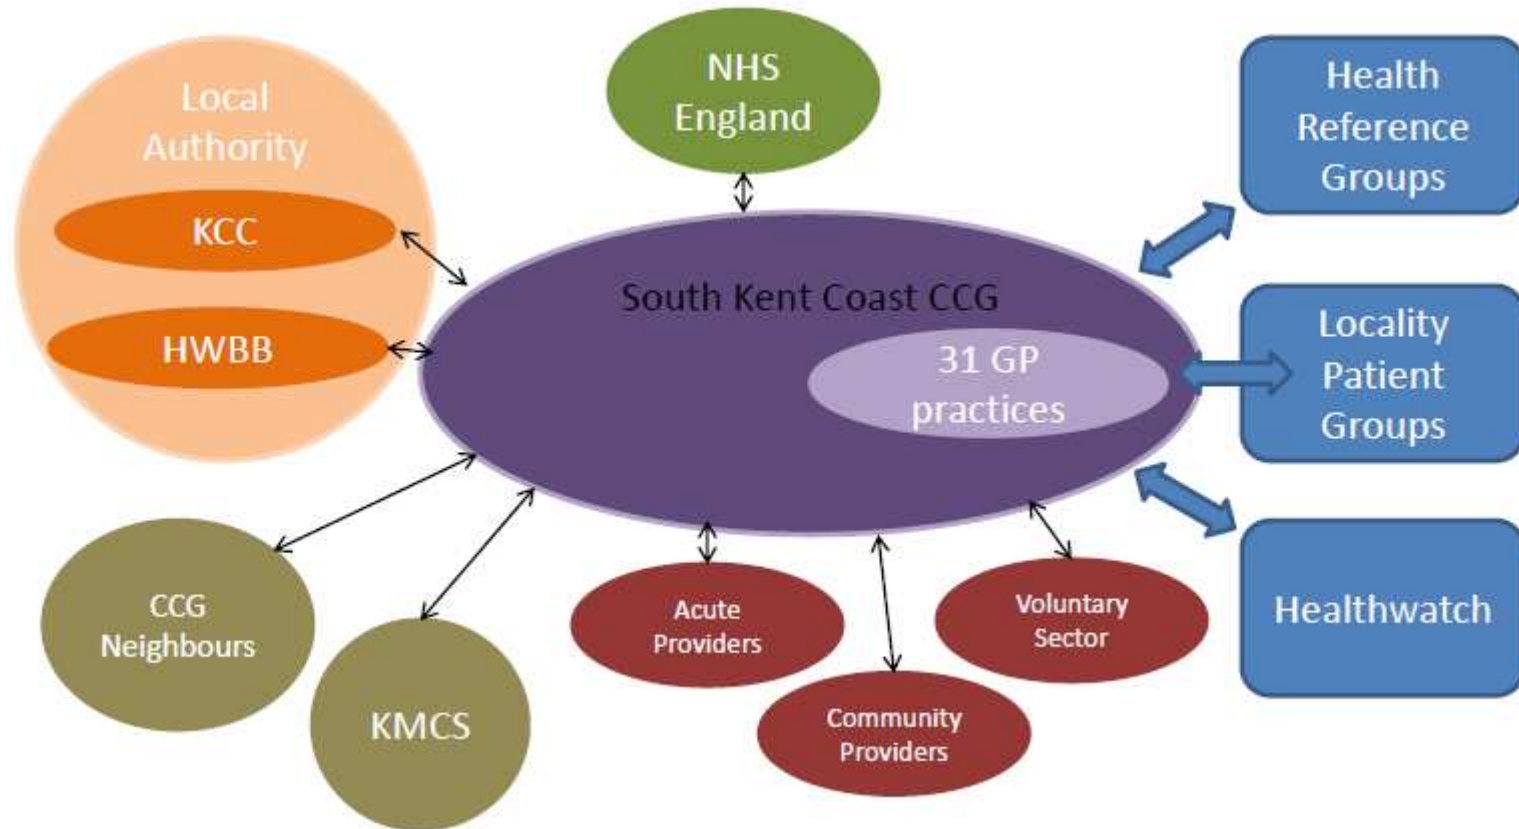 Local
Authority
KCC
HWBB
NHS
England
Health
Reference
Groups
South Kent Coast CCG
31 GP
practices
Locality
Patient
Groups
CCG
Neighbours
KMCS
Acute
Providers
Community
Providers
Voluntary
Sector
Healthwatch